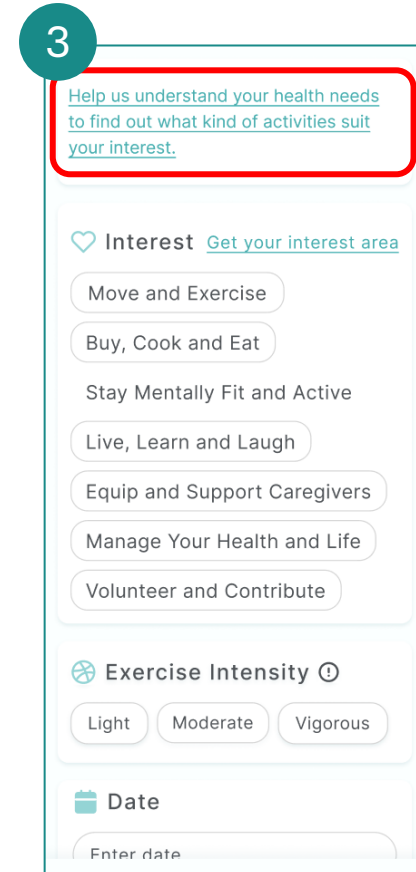 3
Help us understand your health needs
to find out what kind of activities suit
your interest.
Interest Get your interest area
Move and Exercise
Buy, Cook and Eat
Stay Mentally Fit and Active
Live, Learn and Laugh
Equip and Support Caregivers
Manage Your Health and Life
Volunteer and Contribute
Exercise Intensity
Light Moderate Vigorous
Date
Enter date